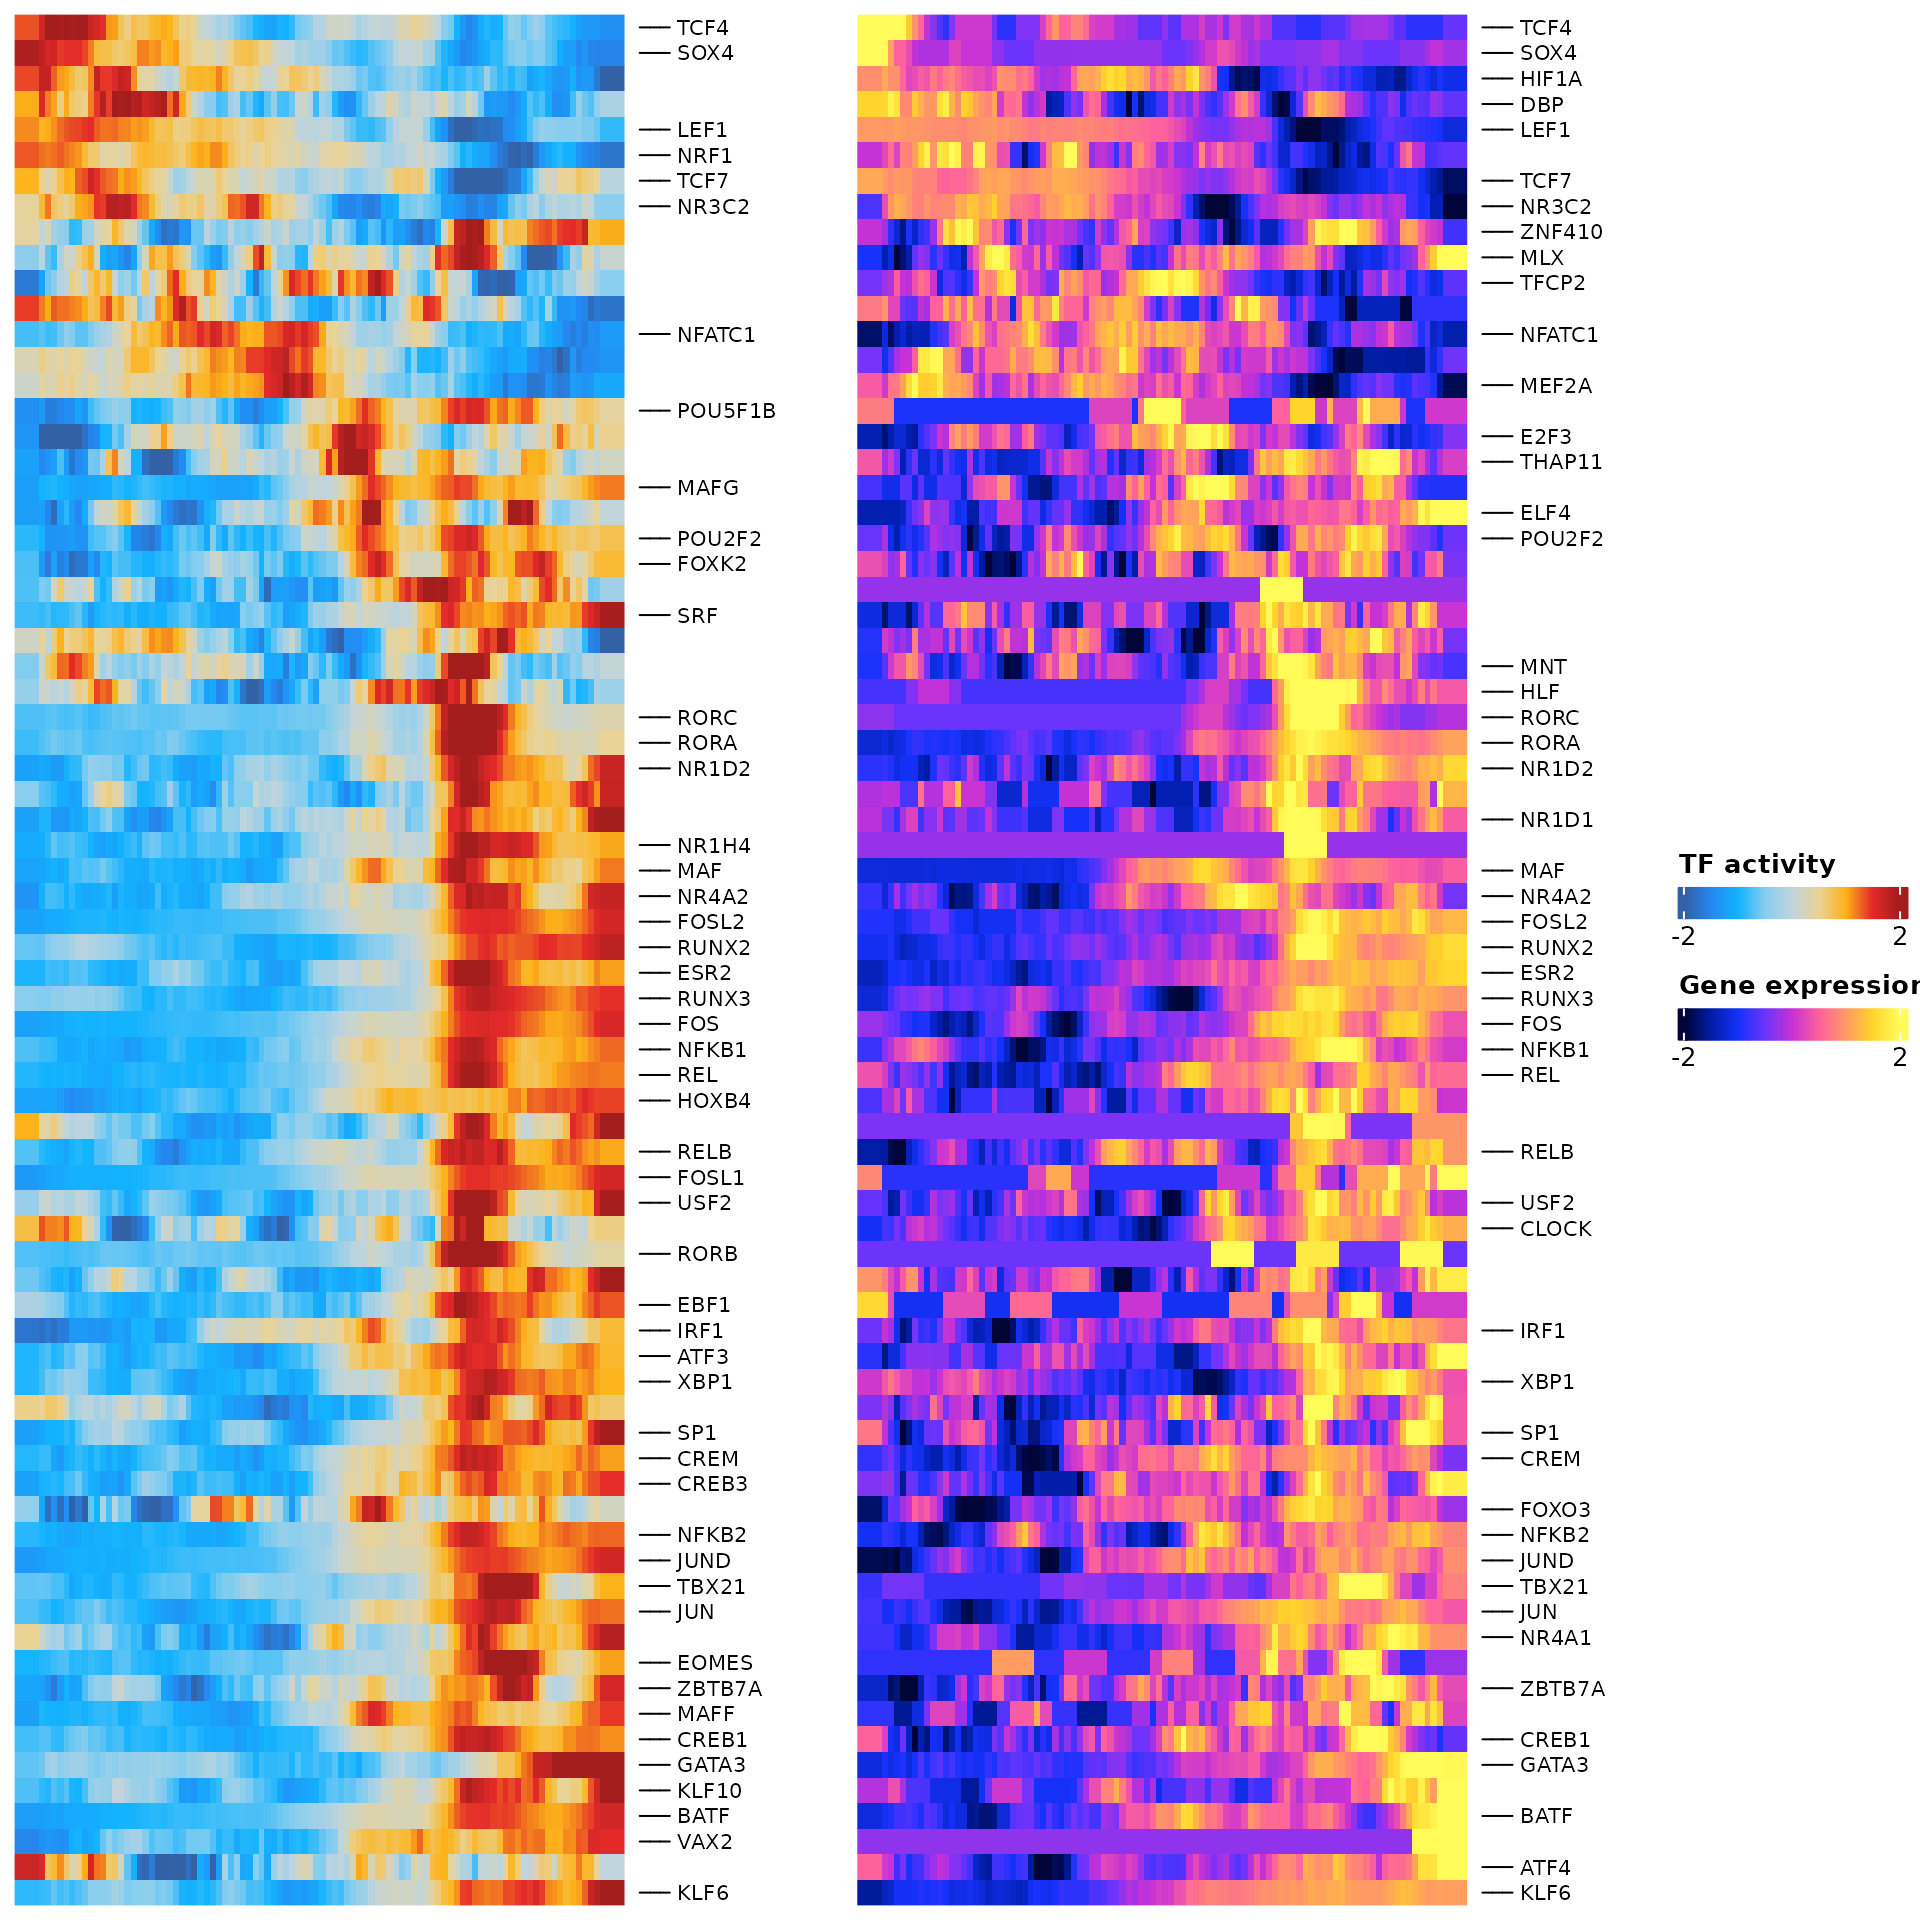 TCF4
SOX4
LEF1
NRF1
TCF7
NR3C2
NFATC1
POU5F1B
MAFG
POU2F2
FOXK2
SRF
RORC
RORA
NR1D2
NR1H4
MAF
NR4A2
FOSL2
RUNX2
ESR2
RUNX3
FOS
NFKB1
REL
HOXB4
RELB
FOSL1
USF2
RORB
EBF1
IRF1
ATF3
XBP1
SP1
CREM
CREB3
NFKB2
JUND
TBX21
JUN
EOMES
ZBTB7A
MAFF
CREB1
GATA3
KLF10
BATF
VAX2
KLF6
TCF4
SOX4
HIF1A
DBP
LEF1
TCF7
NR3C2
ZNF410
MLX
TFCP2
NFATC1
MEF2A
E2F3
THAP11
ELF4
POU2F2
MNT
HLF
RORC
RORA
NR1D2
NR1D1
MAF
NR4A2
FOSL2
RUNX2
ESR2
RUNX3
FOS
NFKB1
REL
RELB
USF2
CLOCK
IRF1
XBP1
SP1
CREM
FOXO3
NFKB2
JUND
TBX21
JUN
NR4A1
ZBTB7A
CREB1
GATA3
BATF
ATF4
KLF6
TF activity
-2 2
Gene expression
-2 2